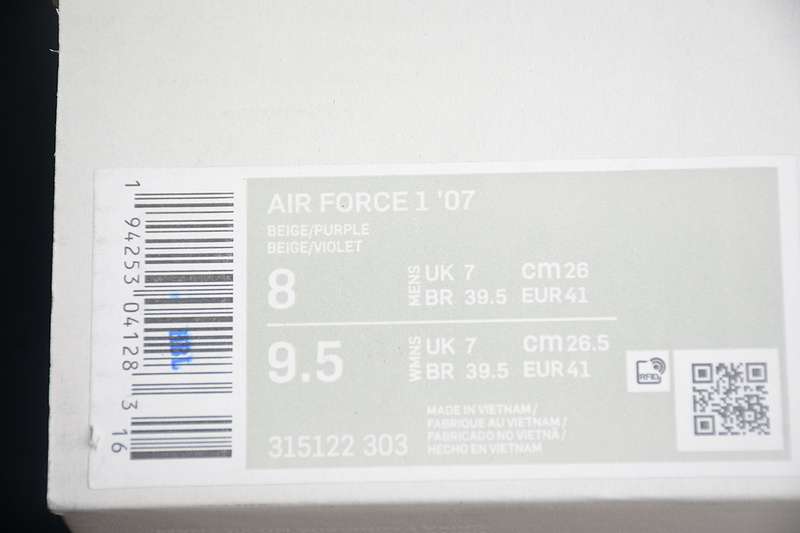 1 94253 04128 3 16
AIR FORCE 1 '07
BEIGE/PURPLE
BEIGE/VIOLET
8
MENS
UK 7 cm 26
BR 39.5 EUR 41
9.5
WMNS
UK 7 cm 26.5
BR 39.5 EUR 41
RFID
MADE IN VIETNAM/
FABRIQUE AU VIETNAM/
FABRICADO NO VIETNÃ/
HECHO EN VIETNAM
315122 303